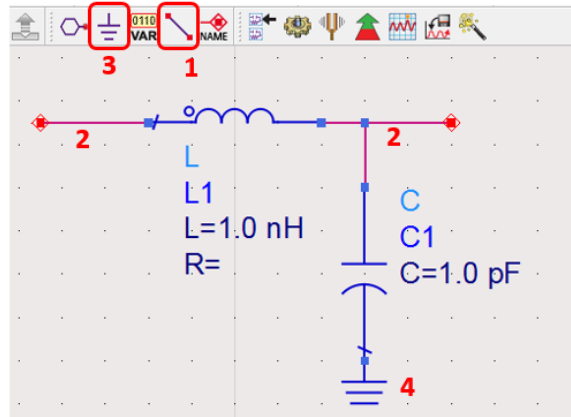 0110
VAR
NAME
3
1
2
2
L
L1
L=1.0 nH
R=
C
C1
C=1.0 pF
4